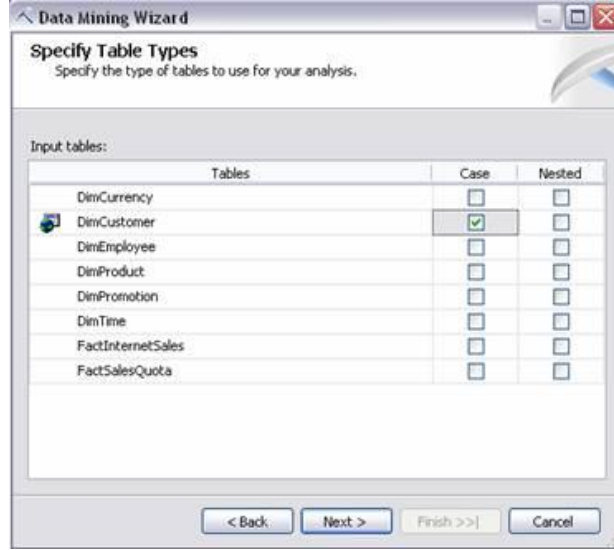 Data Mining Wizard
Specify Table Types
Specify the type of tables to use for your analysis.
Input tables:
Tables Case Nested
DimCurrency
DimCustomer
DimEmployee
DimProduct
DimPromotion
DimTime
FactInternetSales
FactSalesQuota
< Back Next > Finish >>| Cancel